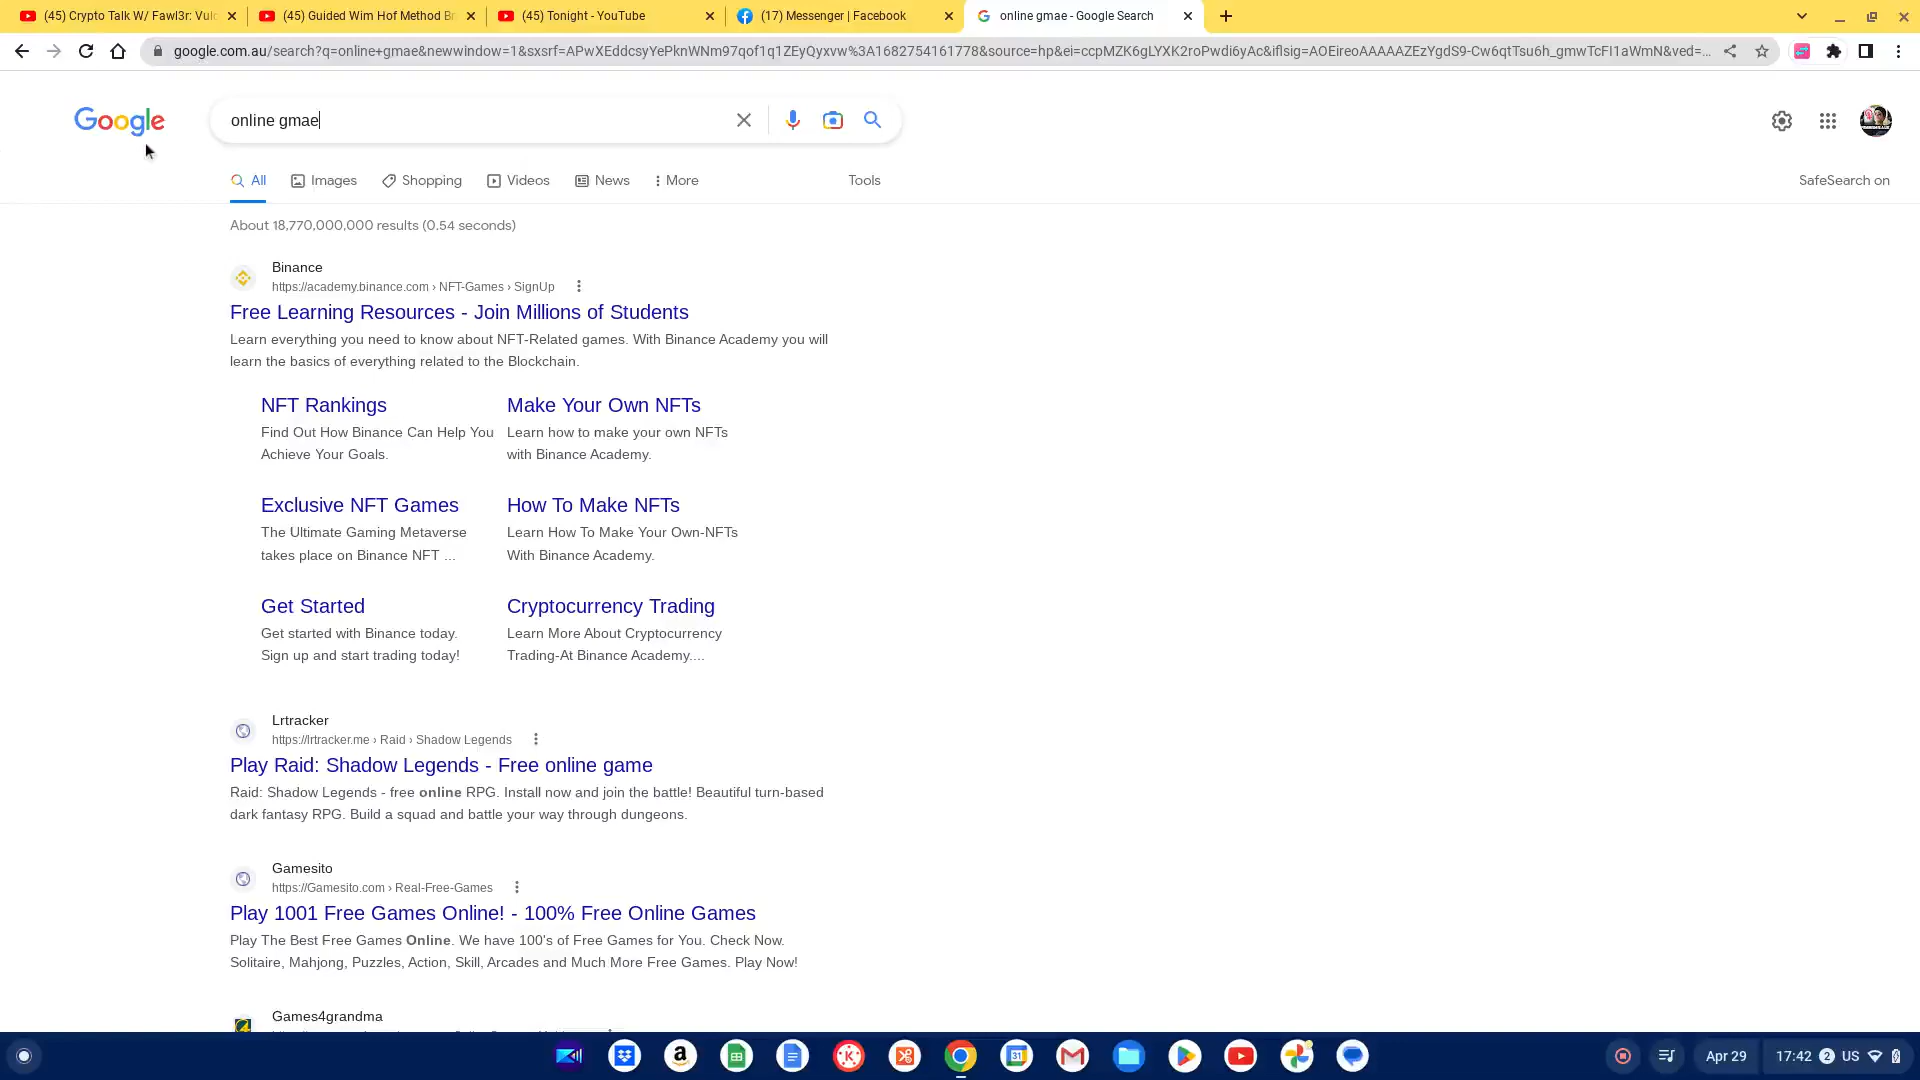 (45) Crypto Talk W/ Fawl3r: Vulc
(45) Guided Wim Hof Method Br
(45) Tonight - YouTube
(17) Messenger | Facebook
online gmae - Google Search
google.com.au/search?q=online+gmae&newwindow=1&sxsrf=APwXEddcsyYePknWNm97qof1q1ZEyQyxvw%3A1682754161778&source=hp&ei=ccpMZK6gLYXK2roPwdi6yAc&iflsig=AOEireoAAAAAZEzYgdS9-Cw6qtTsu6h_gmwTcFI1aWmN&ved=...
Google
online gmae
All
Images
Shopping
Videos
News
More
Tools
SafeSearch on
About 18,770,000,000 results (0.54 seconds)
Binance
https://academy.binance.com › NFT-Games › SignUp
Free Learning Resources - Join Millions of Students
Learn everything you need to know about NFT-Related games. With Binance Academy you will
learn the basics of everything related to the Blockchain.
NFT Rankings
Find Out How Binance Can Help You
Achieve Your Goals.
Make Your Own NFTs
Learn how to make your own NFTs
with Binance Academy.
Exclusive NFT Games
The Ultimate Gaming Metaverse
takes place on Binance NFT ...
How To Make NFTs
Learn How To Make Your Own-NFTs
With Binance Academy.
Get Started
Get started with Binance today.
Sign up and start trading today!
Cryptocurrency Trading
Learn More About Cryptocurrency
Trading-At Binance Academy....
Lrtracker
https://lrtracker.me › Raid › Shadow Legends
Play Raid: Shadow Legends - Free online game
Raid: Shadow Legends - free online RPG. Install now and join the battle! Beautiful turn-based
dark fantasy RPG. Build a squad and battle your way through dungeons.
Gamesito
https://Gamesito.com › Real-Free-Games
Play 1001 Free Games Online! - 100% Free Online Games
Play The Best Free Games Online. We have 100's of Free Games for You. Check Now.
Solitaire, Mahjong, Puzzles, Action, Skill, Arcades and Much More Free Games. Play Now!
Games4grandma
Apr 29
17:42 2 US